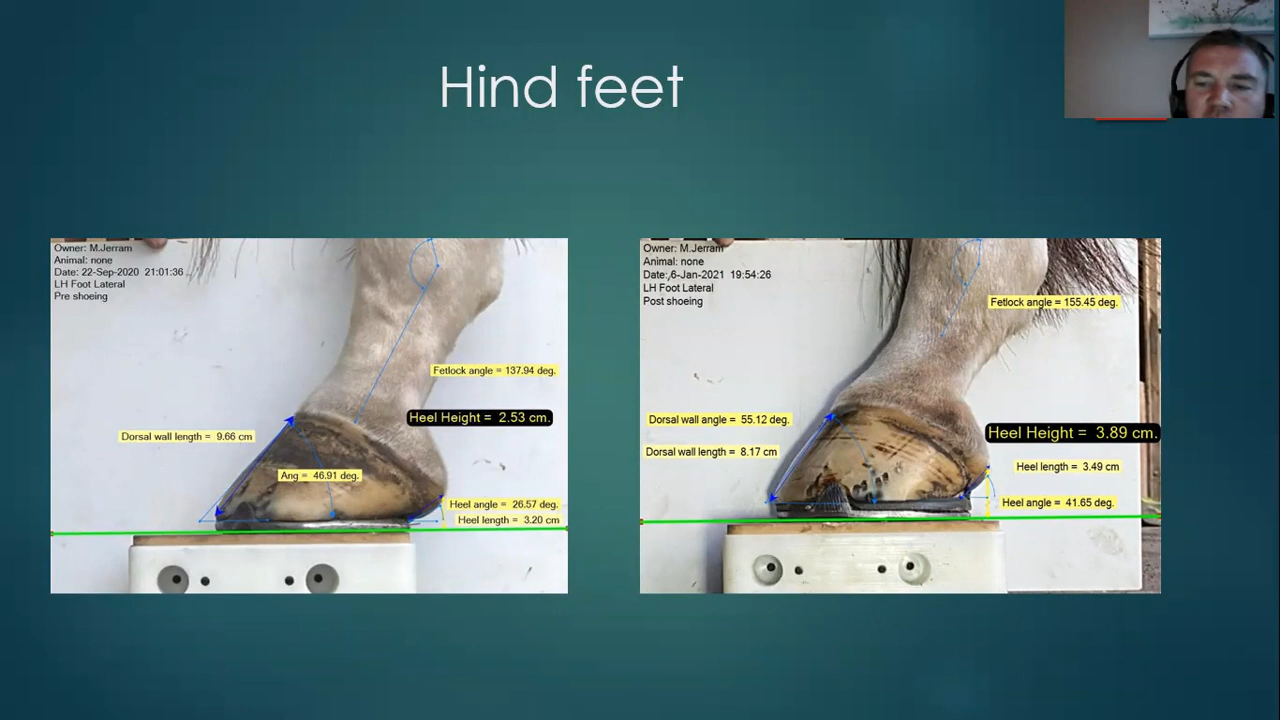 Hind feet
Owner: M.Jerram
Animal: none
Date: 22-Sep-2020 21:01:36
LH Foot Lateral
Pre shoeing
Fetlock angle = 137.94 deg.
Heel Height = 2.53 cm.
Dorsal wall length = 9.66 cm
Ang = 46.91 deg.
Heel angle = 26.57 deg.
Heel length = 3.20 cm
Owner: M.Jerram
Animal: none
Date:,6-Jan-2021 19:54:26
LH Foot Lateral
Post shoeing
Fetlock angle = 155.45 deg.
Dorsal wall angle = 55.12 deg.
Heel Height = 3.89 cm.
Dorsal wall length = 8.17 cm
Heel length = 3.49 cm
Heel angle = 41.65 deg.